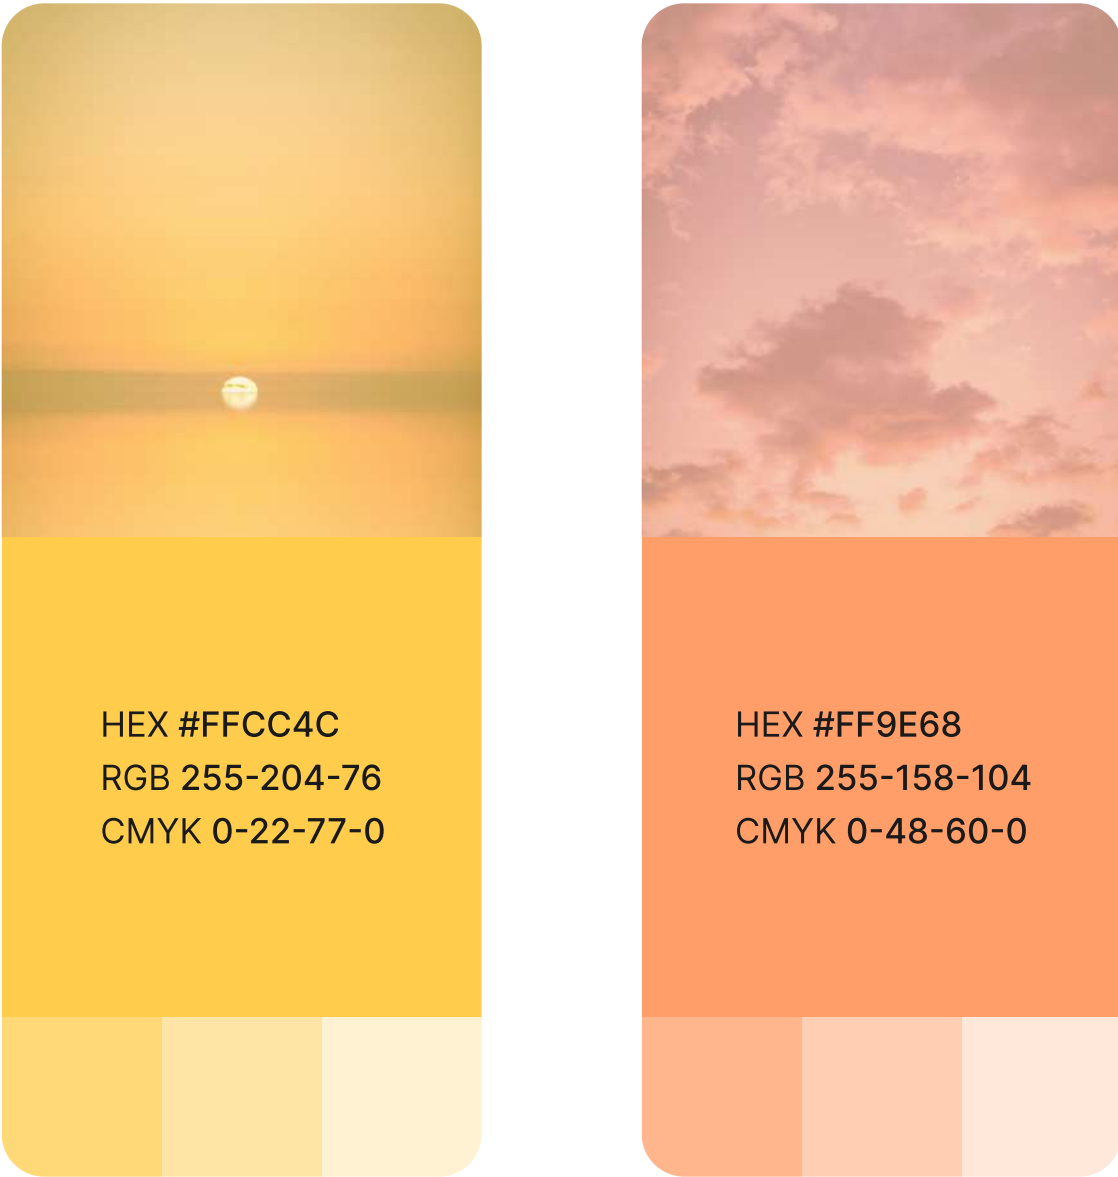 HEX #FFCC4C
RGB 255-204-76
CMYK 0-22-77-0
HEX #FF9E68
RGB 255-158-104
CMYK 0-48-60-0